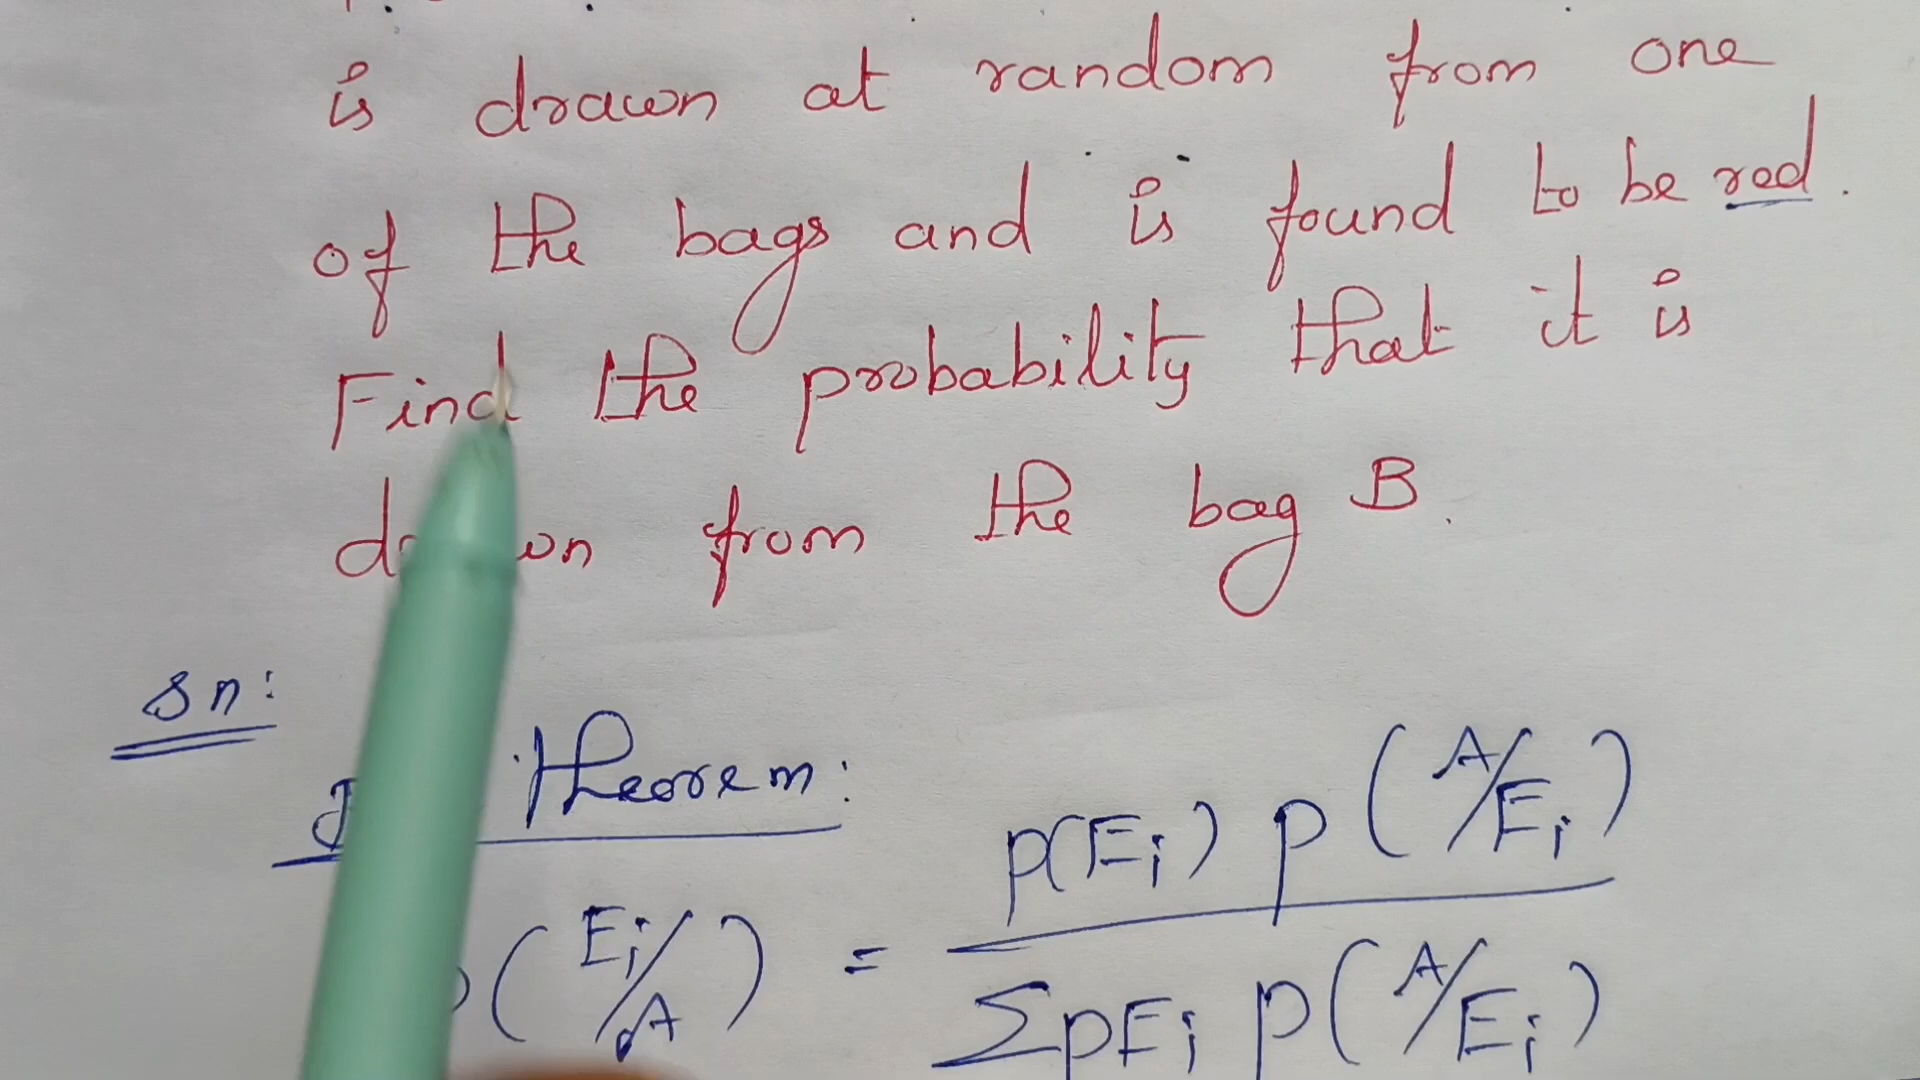 is drawn at random from one
of the bags and is found to be red.
Find the probability that it is
from the bag B.
Sn:
theorem:
P(Ei/A) = P(Ei) P(A/Ei) / ΣPEi P(A/Ei)